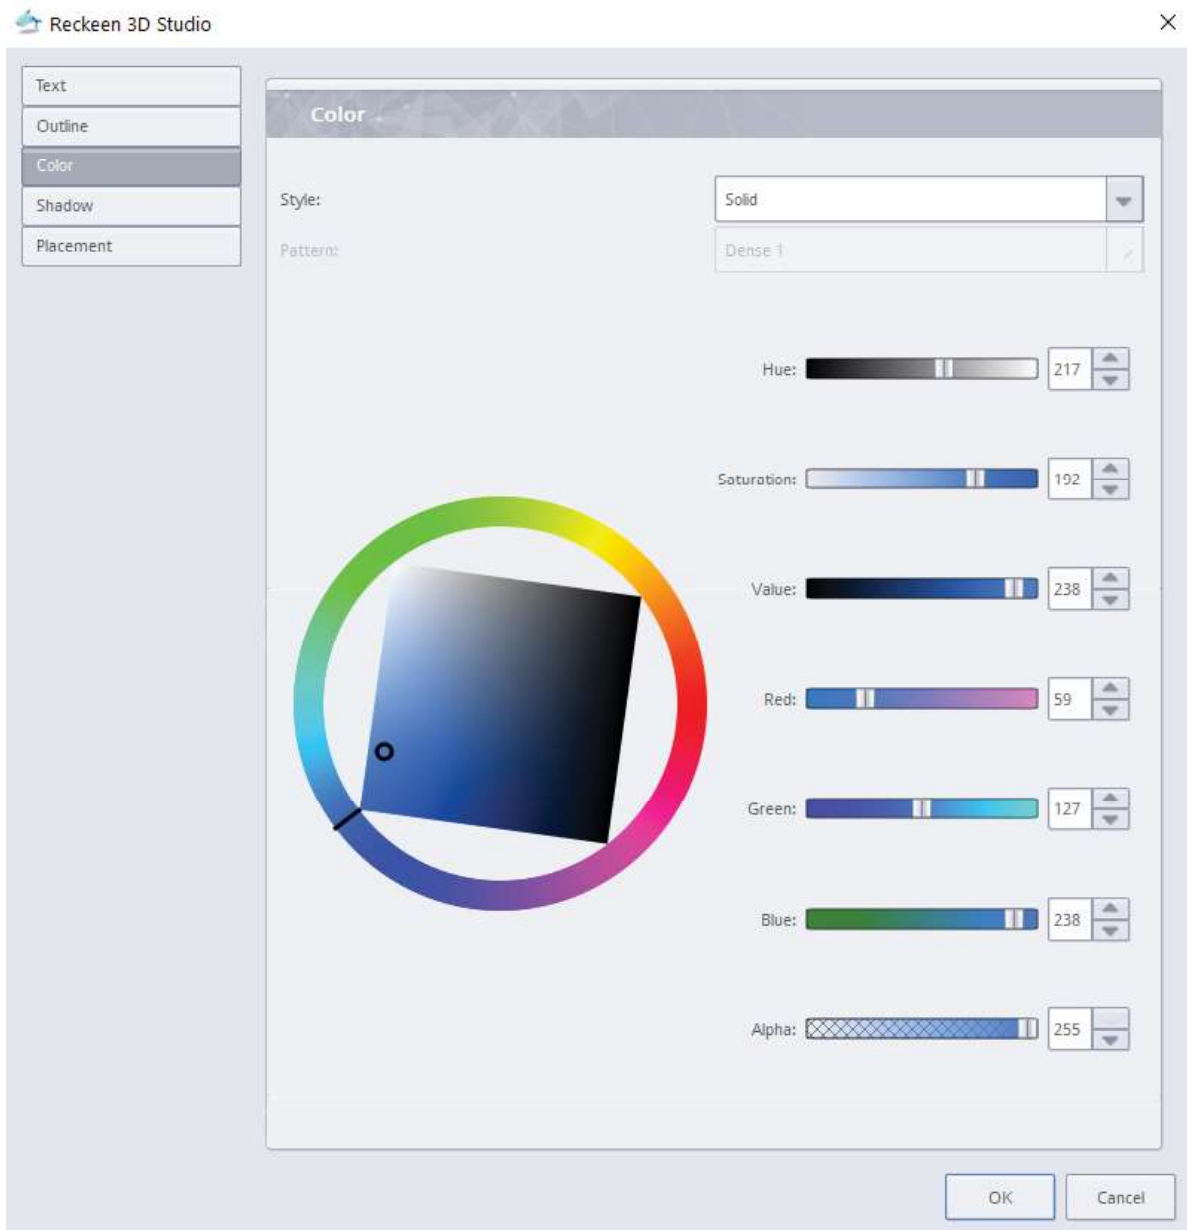 Reckeen 3D Studio
Text
Outline
Color
Shadow
Placement
Color
Style: Solid
Pattern: Dense 1
Hue: 217
Saturation: 192
Value: 238
Red: 59
Green: 127
Blue: 238
Alpha: 255
OK Cancel